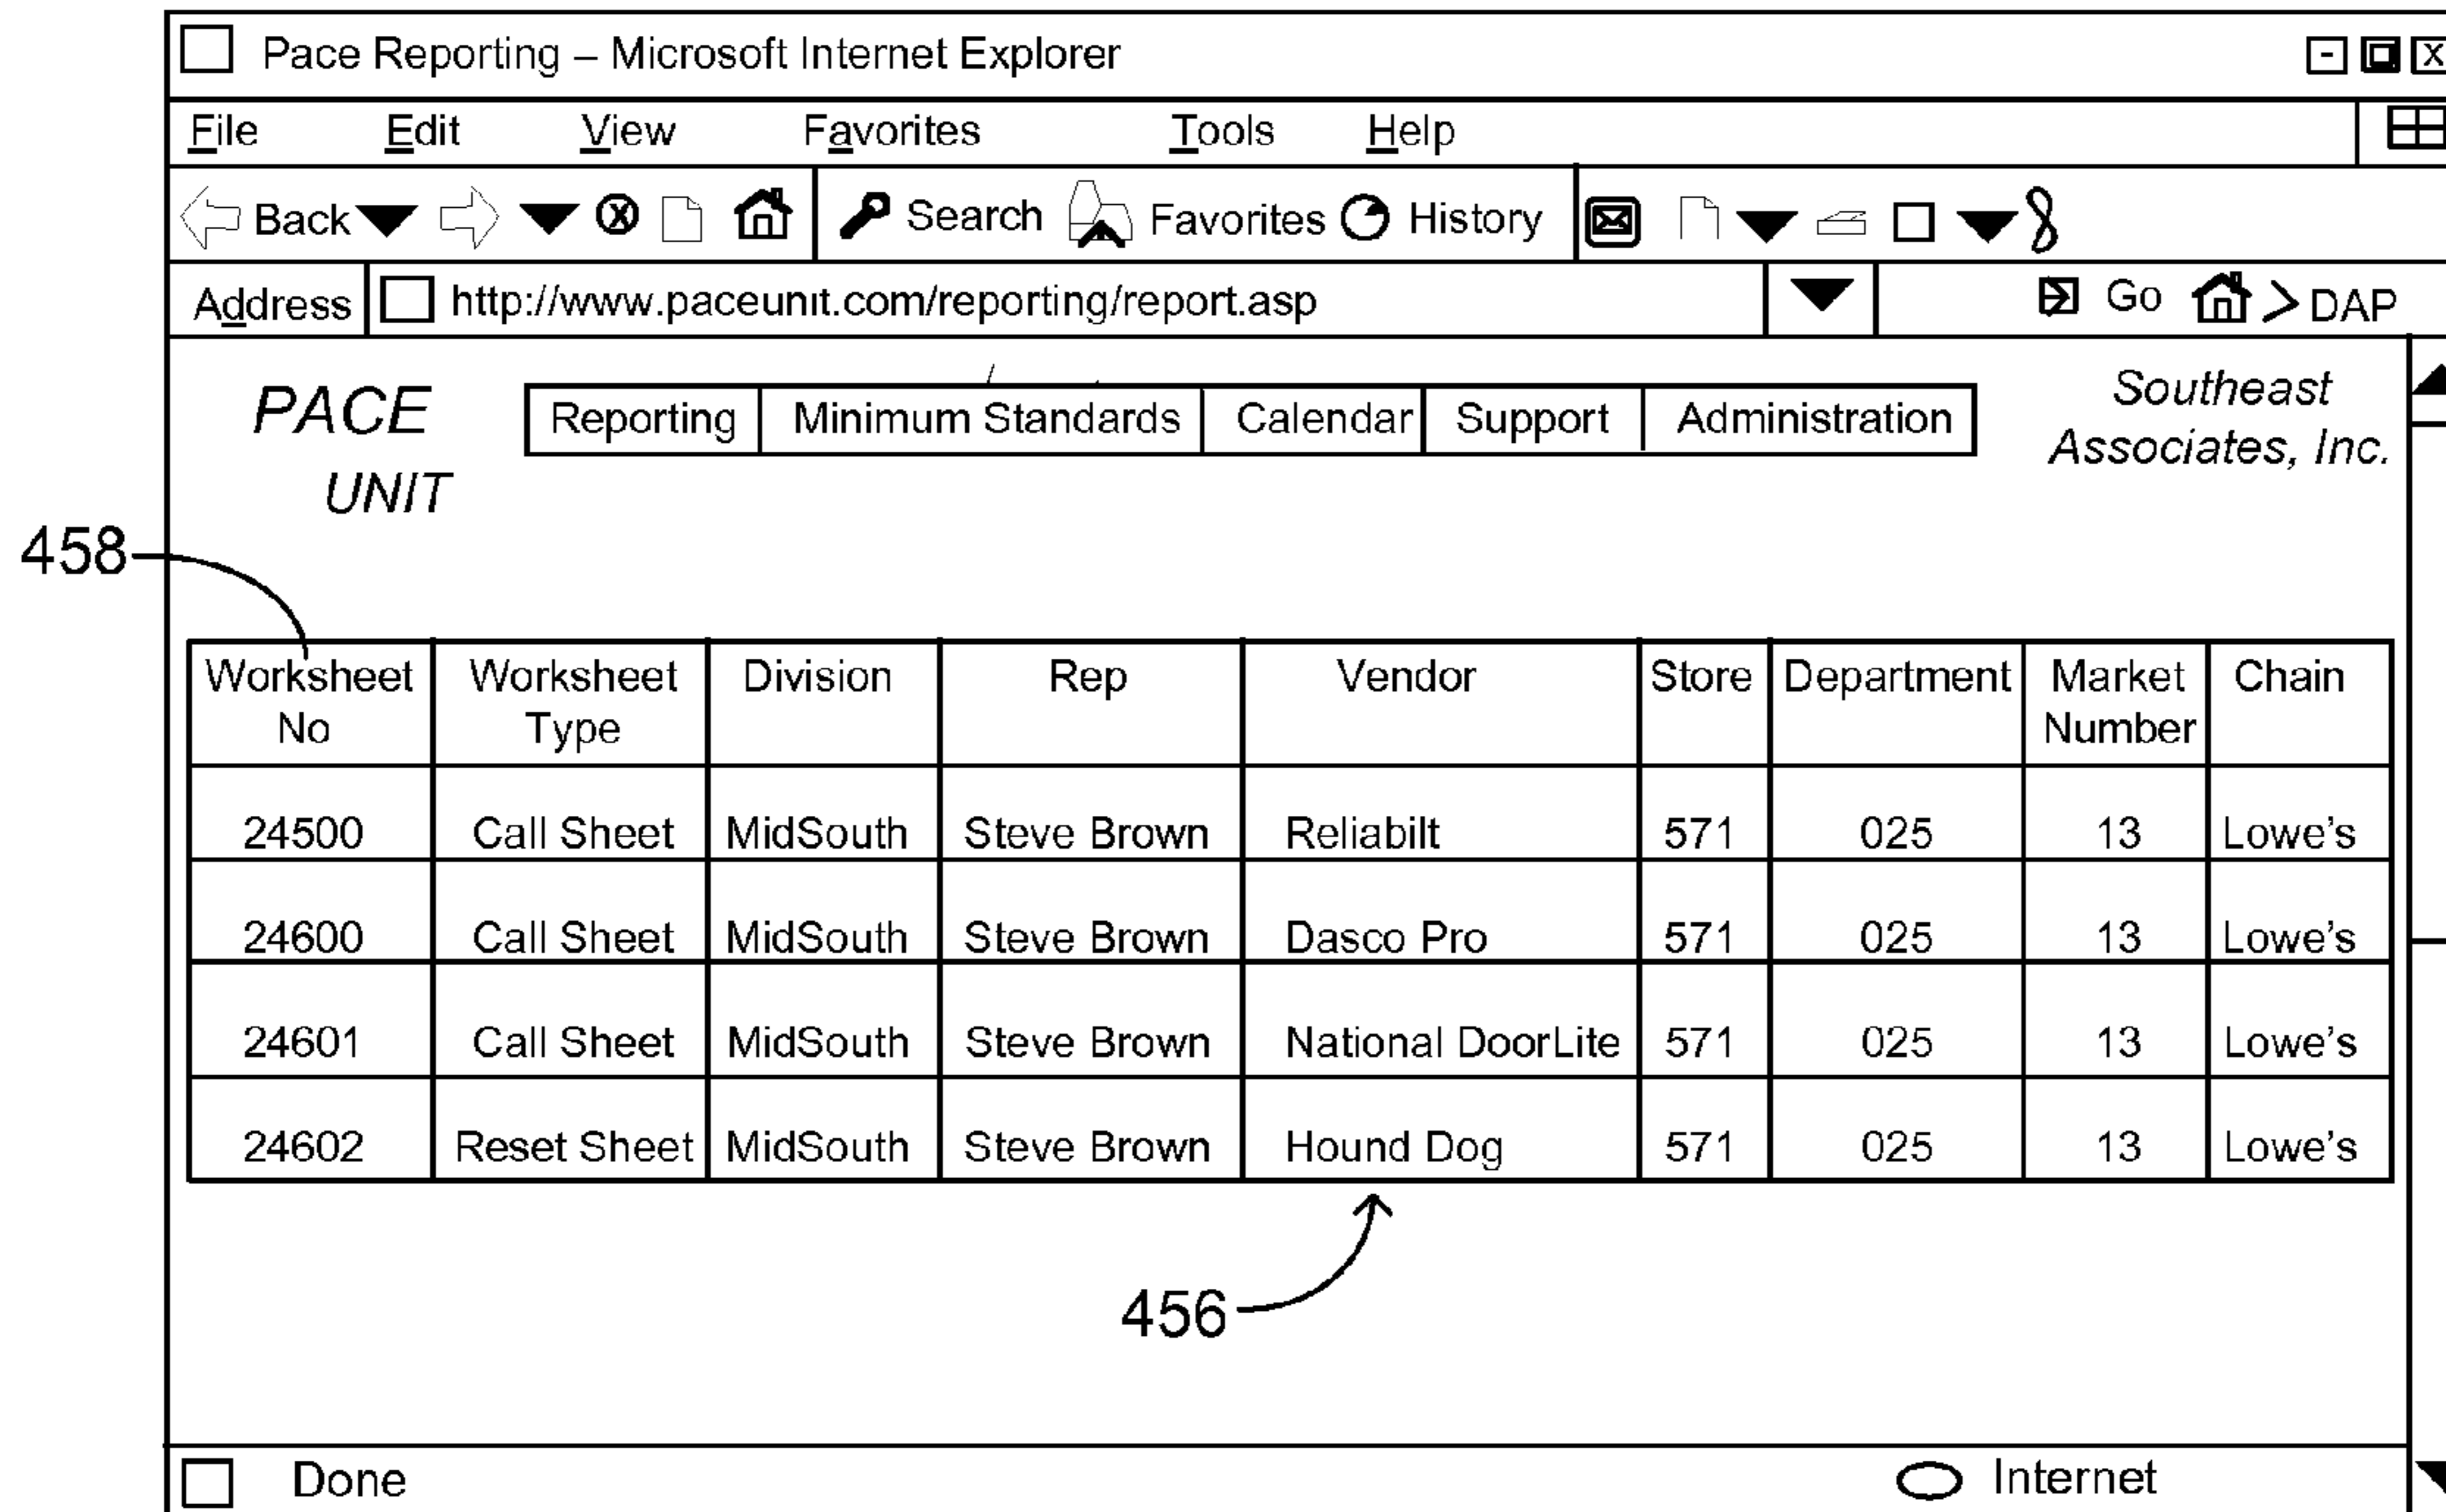 Pace Reporting – Microsoft Internet Explorer
File Edit View Favorites Tools Help
Back Search Favorites History
Address http://www.paceunit.com/reporting/report.asp Go DAP
PACE UNIT
Reporting Minimum Standards Calendar Support Administration
Southeast
Associates, Inc.
458
Worksheet No Worksheet Type Division Rep Vendor Store Department Market Number Chain
24500 Call Sheet MidSouth Steve Brown Reliabilt 571 025 13 Lowe's
24600 Call Sheet MidSouth Steve Brown Dasco Pro 571 025 13 Lowe's
24601 Call Sheet MidSouth Steve Brown National DoorLite 571 025 13 Lowe's
24602 Reset Sheet MidSouth Steve Brown Hound Dog 571 025 13 Lowe's
456
Done Internet